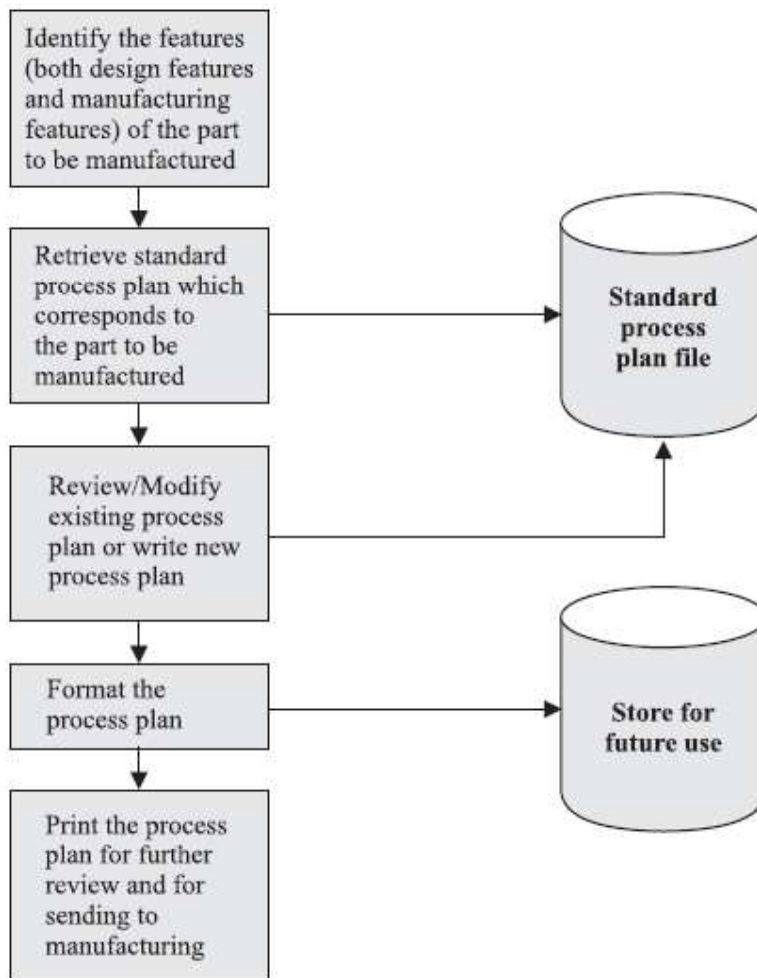 Identify the features
(both design features
and manufacturing
features) of the part
to be manufactured
Retrieve standard
process plan which
corresponds to
the part to be
manufactured
Standard
process
plan file
Review/Modify
existing process
plan or write new
process plan
Format the
process plan
Store for
future use
Print the process
plan for further
review and for
sending to
manufacturing